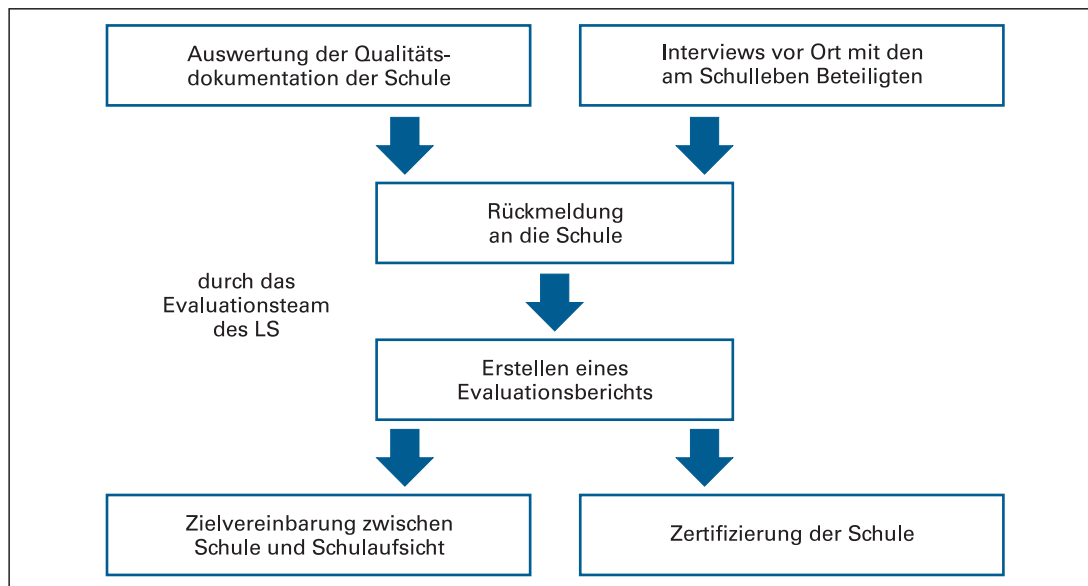 Auswertung der Qualitäts-
dokumentation der Schule
Interviews vor Ort mit den
am Schulleben Beteiligten
Rückmeldung
an die Schule
durch das
Evaluationsteam
des LS
Erstellen eines
Evaluationsberichts
Zielvereinbarung zwischen
Schule und Schulaufsicht
Zertifizierung der Schule